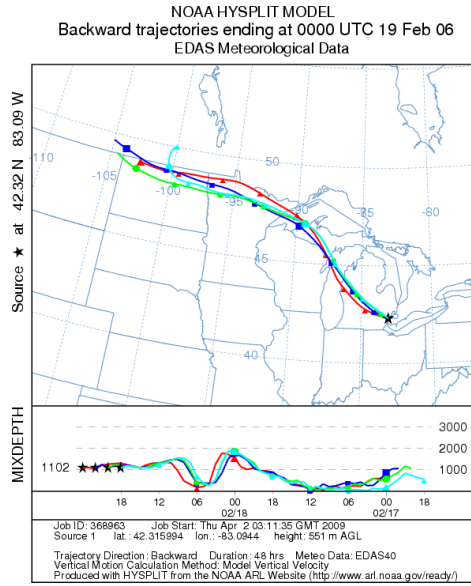 NOAA HYSPLIT MODEL
Backward trajectories ending at 0000 UTC 19 Feb 06
EDAS Meteorological Data
Source ★ at 42.32 N 83.09 W
-110
-105
-100
-95
-90
-85
-80
50
45
45
40
MIXDEPTH
3000
2000
1000
1102
18 12 06 00 18 12 06 00 18
02/18 02/17
Job ID: 368963 Job Start: Thu Apr 2 03:11:35 GMT 2009
Source 1 lat.: 42.315994 lon.: -83.0944 height: 551 m AGL
Trajectory Direction: Backward Duration: 48 hrs Meteo Data: EDAS40
Vertical Motion Calculation Method: Model Vertical Velocity
Produced with HYSPLIT from the NOAA ARL Website (http://www.arl.noaa.gov/ready/)